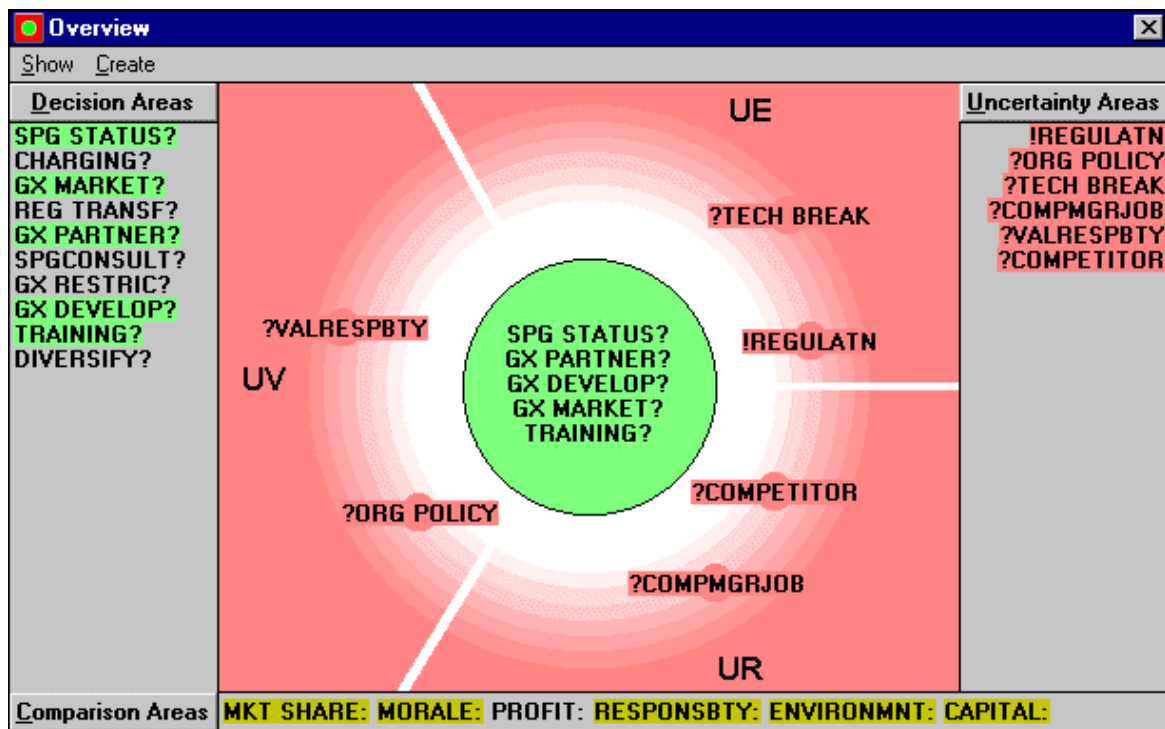 Overview
Show Create
Decision Areas
SPG STATUS?
CHARGING?
GX MARKET?
REG TRANSF?
GX PARTNER?
SPGCONSULT?
GX RESTRIC?
GX DEVELOP?
TRAINING?
DIVERSIFY?
UE
?TECH BREAK
?VALRESPBTY
!REGULATN
UV
SPG STATUS?
GX PARTNER?
GX DEVELOP?
GX MARKET?
TRAINING?
?COMPETITOR
?ORG POLICY
?COMPMGRJOB
UR
Uncertainty Areas
!REGULATN
?ORG POLICY
?TECH BREAK
?COMPMGRJOB
?VALRESPBTY
?COMPETITOR
Comparison Areas MKT SHARE: MORALE: PROFIT: RESPONSBTY: ENVIRONMNT: CAPITAL: